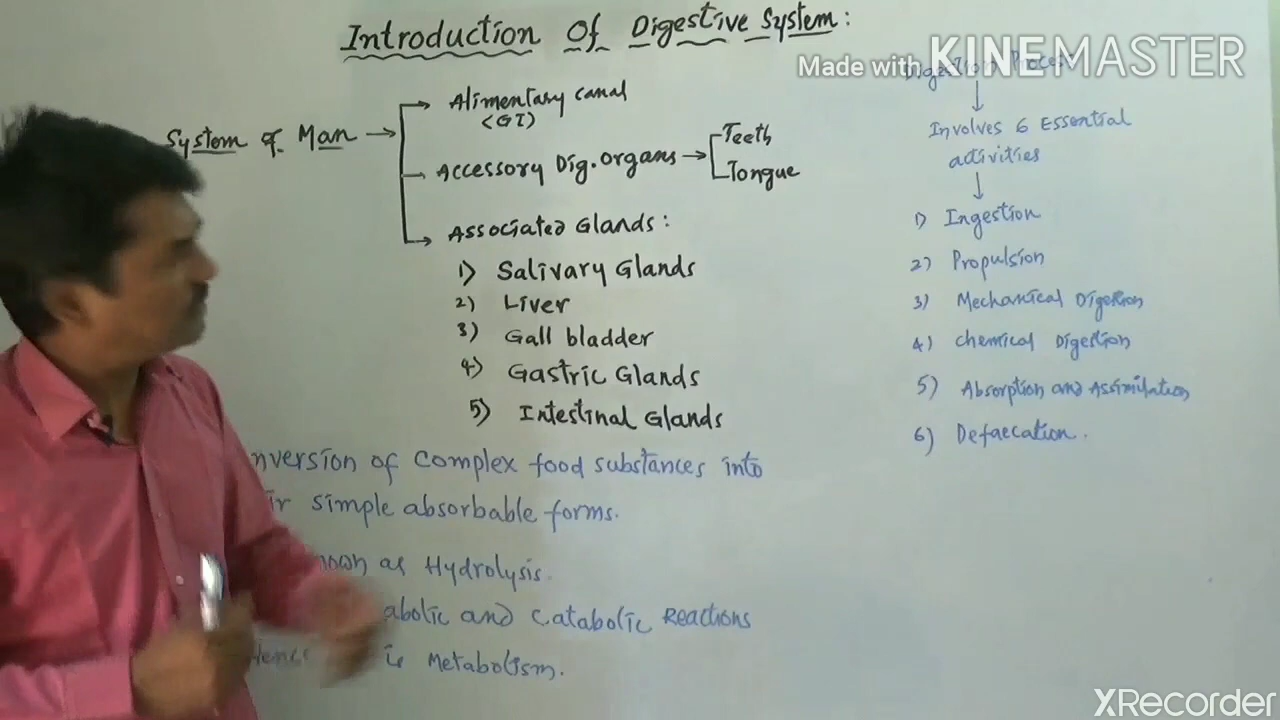 Introduction Of Digestive System:
Made with KINEMASTER
System of Man
Alimentary canal
(GI)
Accessory Dig.organs
Teeth
Tongue
Associated Glands:
1) Salivary Glands
2) Liver
3) Gall bladder
4) Gastric Glands
5) Intestinal Glands
nversion of complex food substances into
ir simple absorbable forms.
nown as Hydrolysis.
abolic and Catabolic Reactions
is Metabolism.
Involves 6 Essential
activities
1) Ingestion
2) Propulsion
3) Mechanical Digestion
4) chemical Digestion
5) Absorption and Assimilation
6) Defaecation.
XRecorder